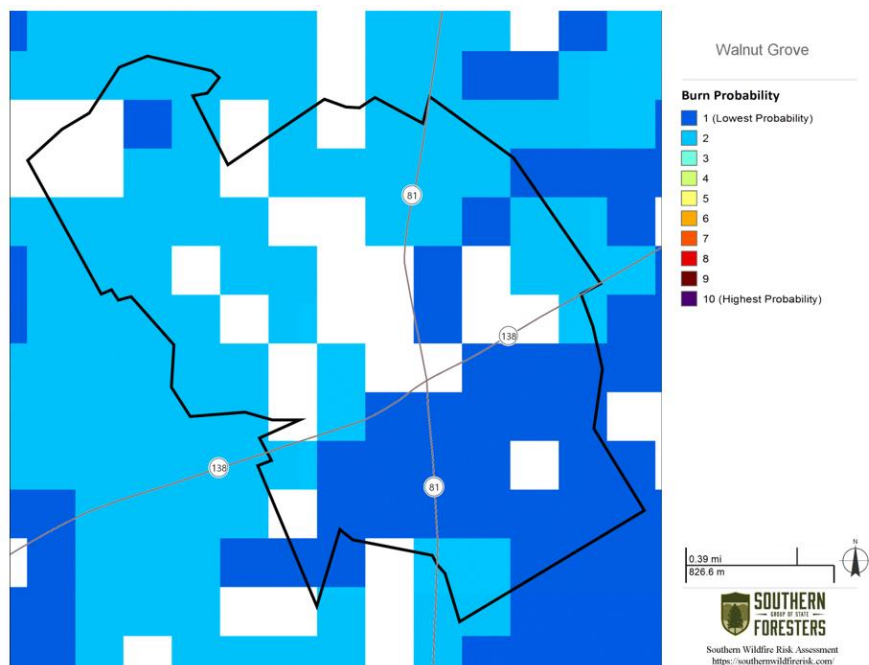 Walnut Grove
Burn Probability
1 (Lowest Probability)
2
3
4
5
6
7
8
9
10 (Highest Probability)
81
138
138
81
0.39 mi
826.6 m
N
SOUTHERN
GROUP OF STATE
FORESTERS
Southern Wildfire Risk Assessment
https://southernwildfirerisk.com/